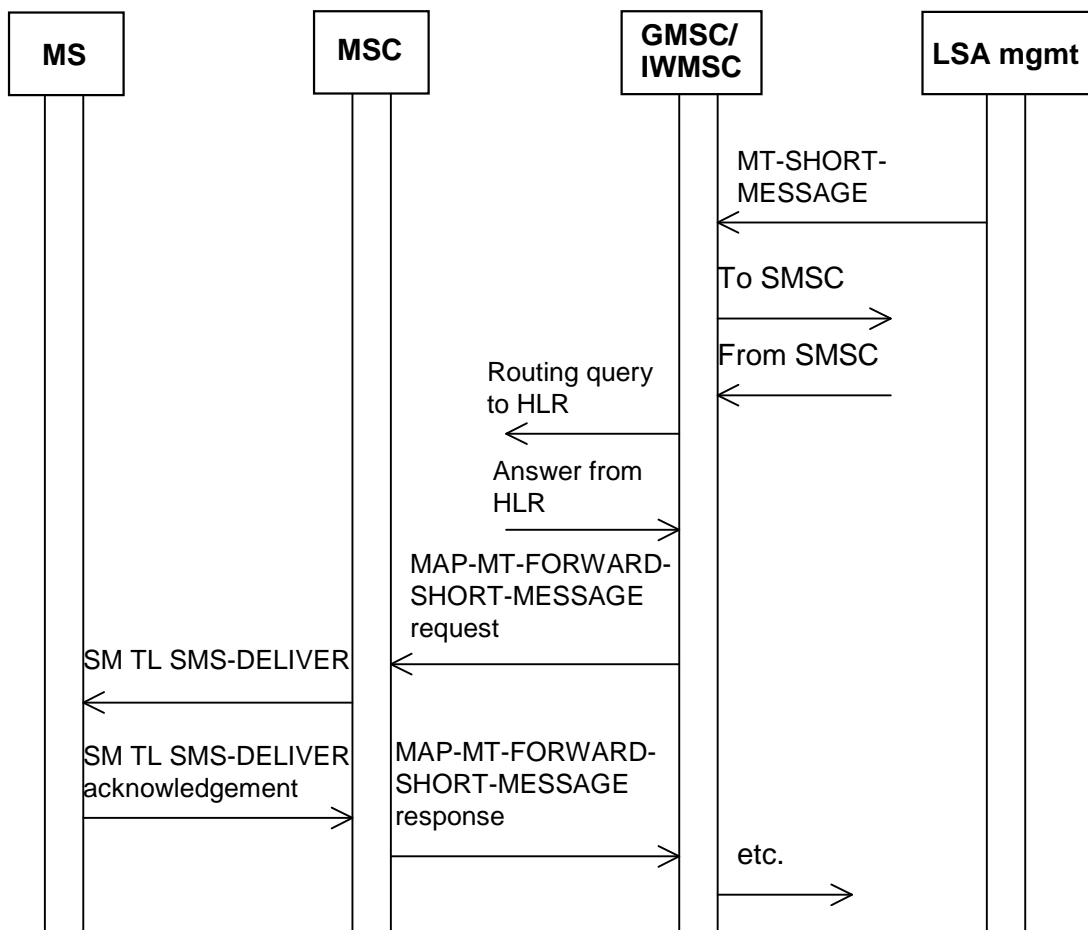 MS
MSC
GMSC/
IWMSC
LSA mgmt
MT-SHORT-
MESSAGE
To SMSC
From SMSC
Routing query
to HLR
Answer from
HLR
MAP-MT-FORWARD-
SHORT-MESSAGE
request
SM TL SMS-DELIVER
SM TL SMS-DELIVER
acknowledgement
MAP-MT-FORWARD-
SHORT-MESSAGE
response
etc.